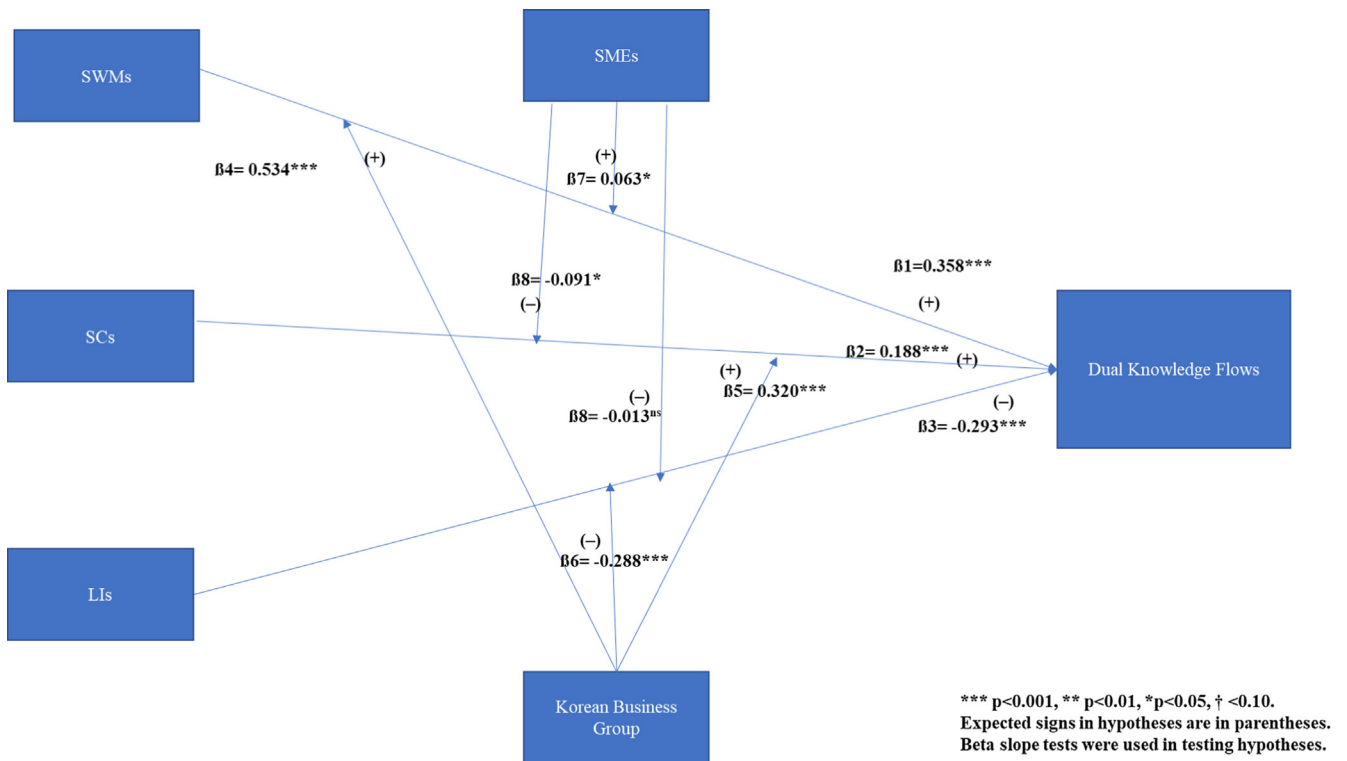 SWMs
SMEs
(+)
ß4= 0.534***
(+)
ß7= 0.063*
ß1=0.358***
(+)
ß8= -0.091*
(–)
SCs
ß2= 0.188***
(+)
Dual Knowledge Flows
(+)
ß5= 0.320***
(–)
ß8= -0.013ⁿˢ
(–)
ß3= -0.293***
(–)
ß6= -0.288***
LIs
Korean Business
Group
*** p<0.001, ** p<0.01, *p<0.05, † <0.10.
Expected signs in hypotheses are in parentheses.
Beta slope tests were used in testing hypotheses.